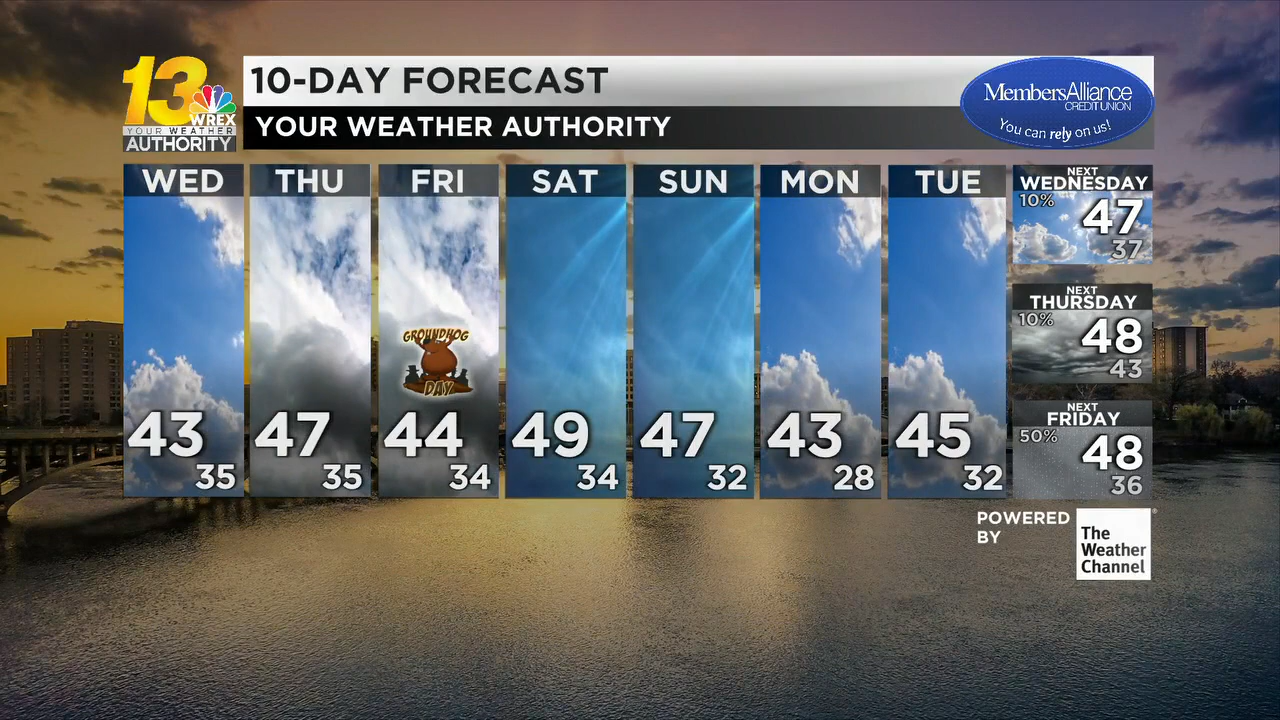 13
WREX
YOUR WEATHER
AUTHORITY
10-DAY FORECAST
YOUR WEATHER AUTHORITY
MembersAlliance
CREDIT UNION
You can rely on us!
WED
43
35
THU
47
35
FRI
GROUNDHOG
DAY
44
34
SAT
49
34
SUN
47
32
MON
43
28
TUE
45
32
NEXT
WEDNESDAY
10%
47
37
NEXT
THURSDAY
10%
48
43
NEXT
FRIDAY
50%
48
36
POWERED
BY
The
Weather
Channel
®